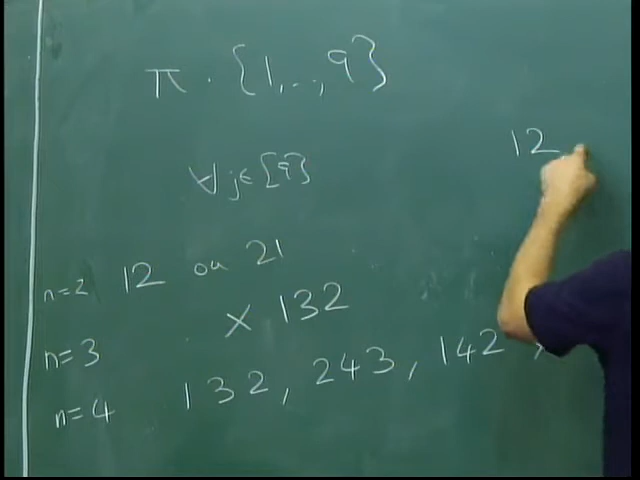 π · {1,..,9}
∀ j∈[9]
12
n=2 12 ou 21
× 132
n=3
n=4 132, 243, 142